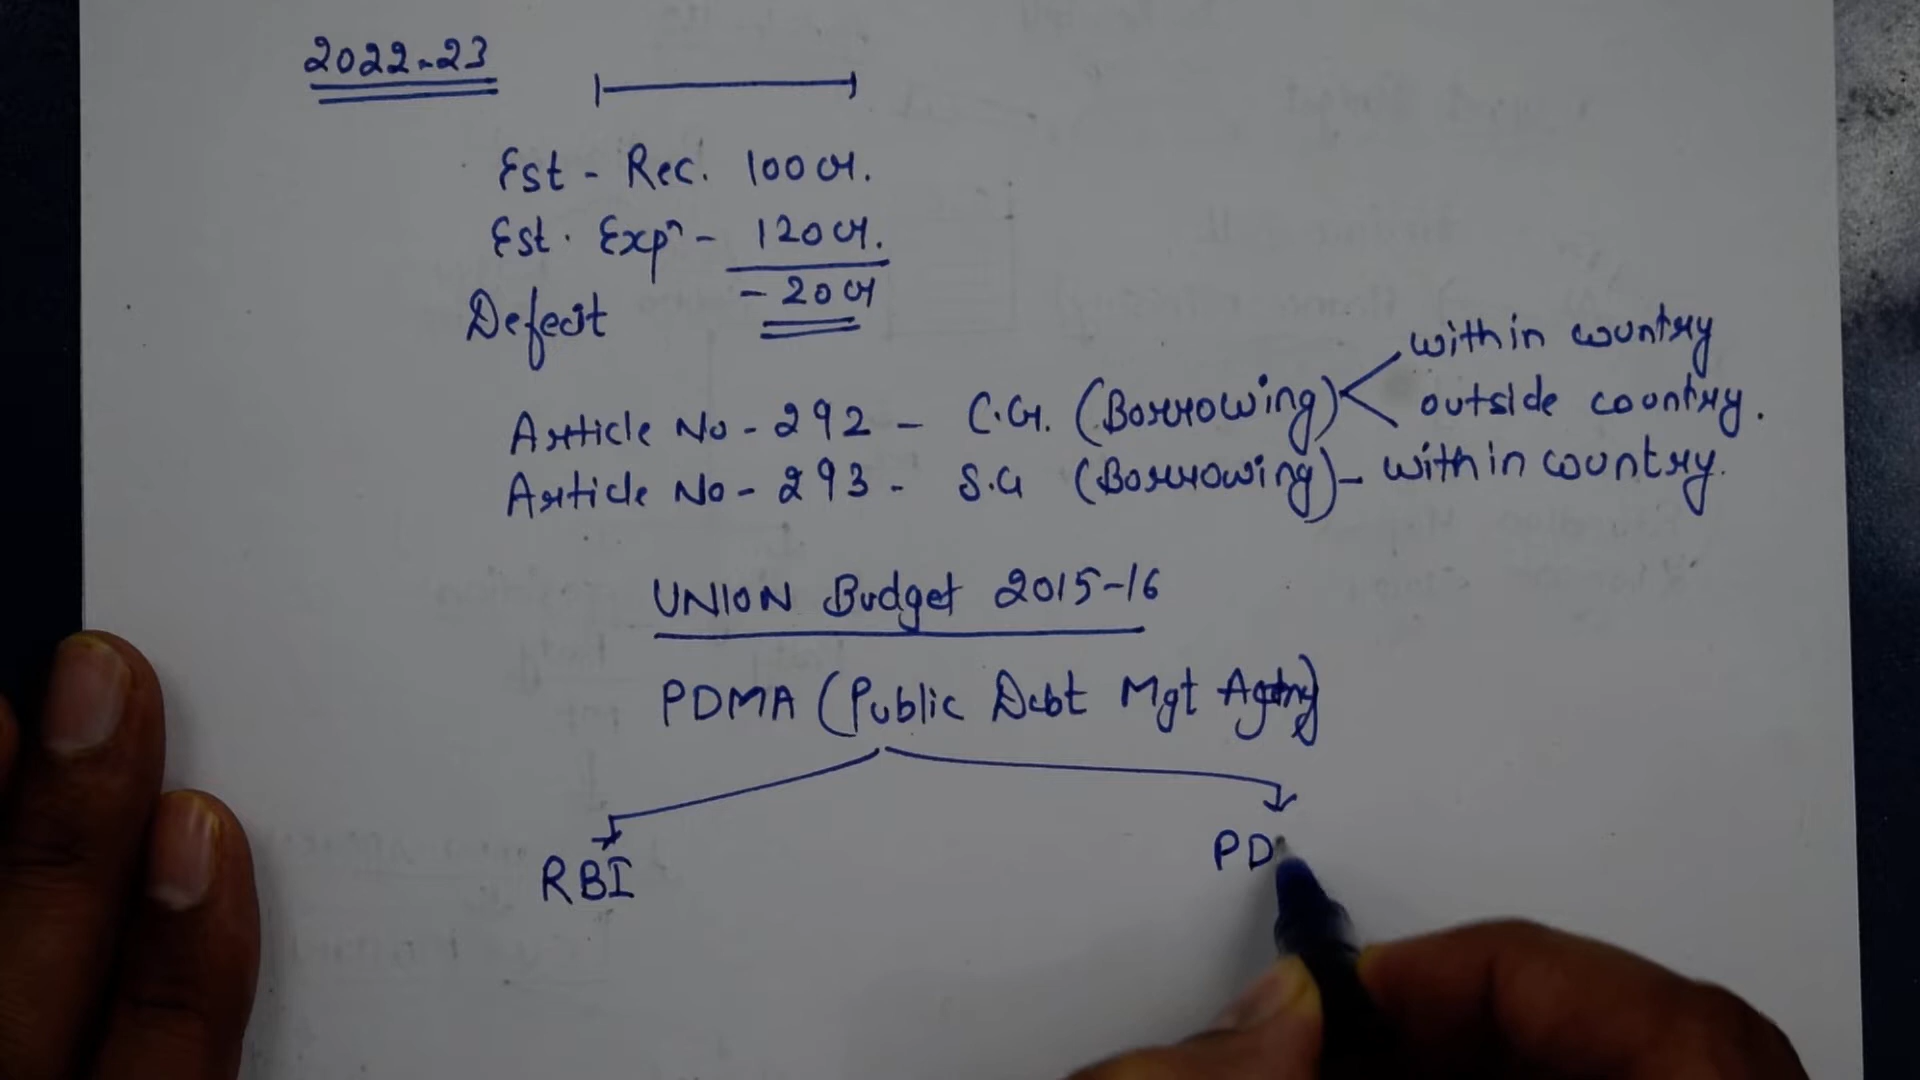 2022-23
Est - Rec. 100 cr.
Est. Expn - 120 cr.
Defecit - 20 cr
Article No - 292 - C.G. (Borrowing) within country
outside country.
Article No - 293 - S.G (Borrowing) - within country.
UNION Budget 2015-16
PDMA (Public Debt Mgt Agency)
RBI PD